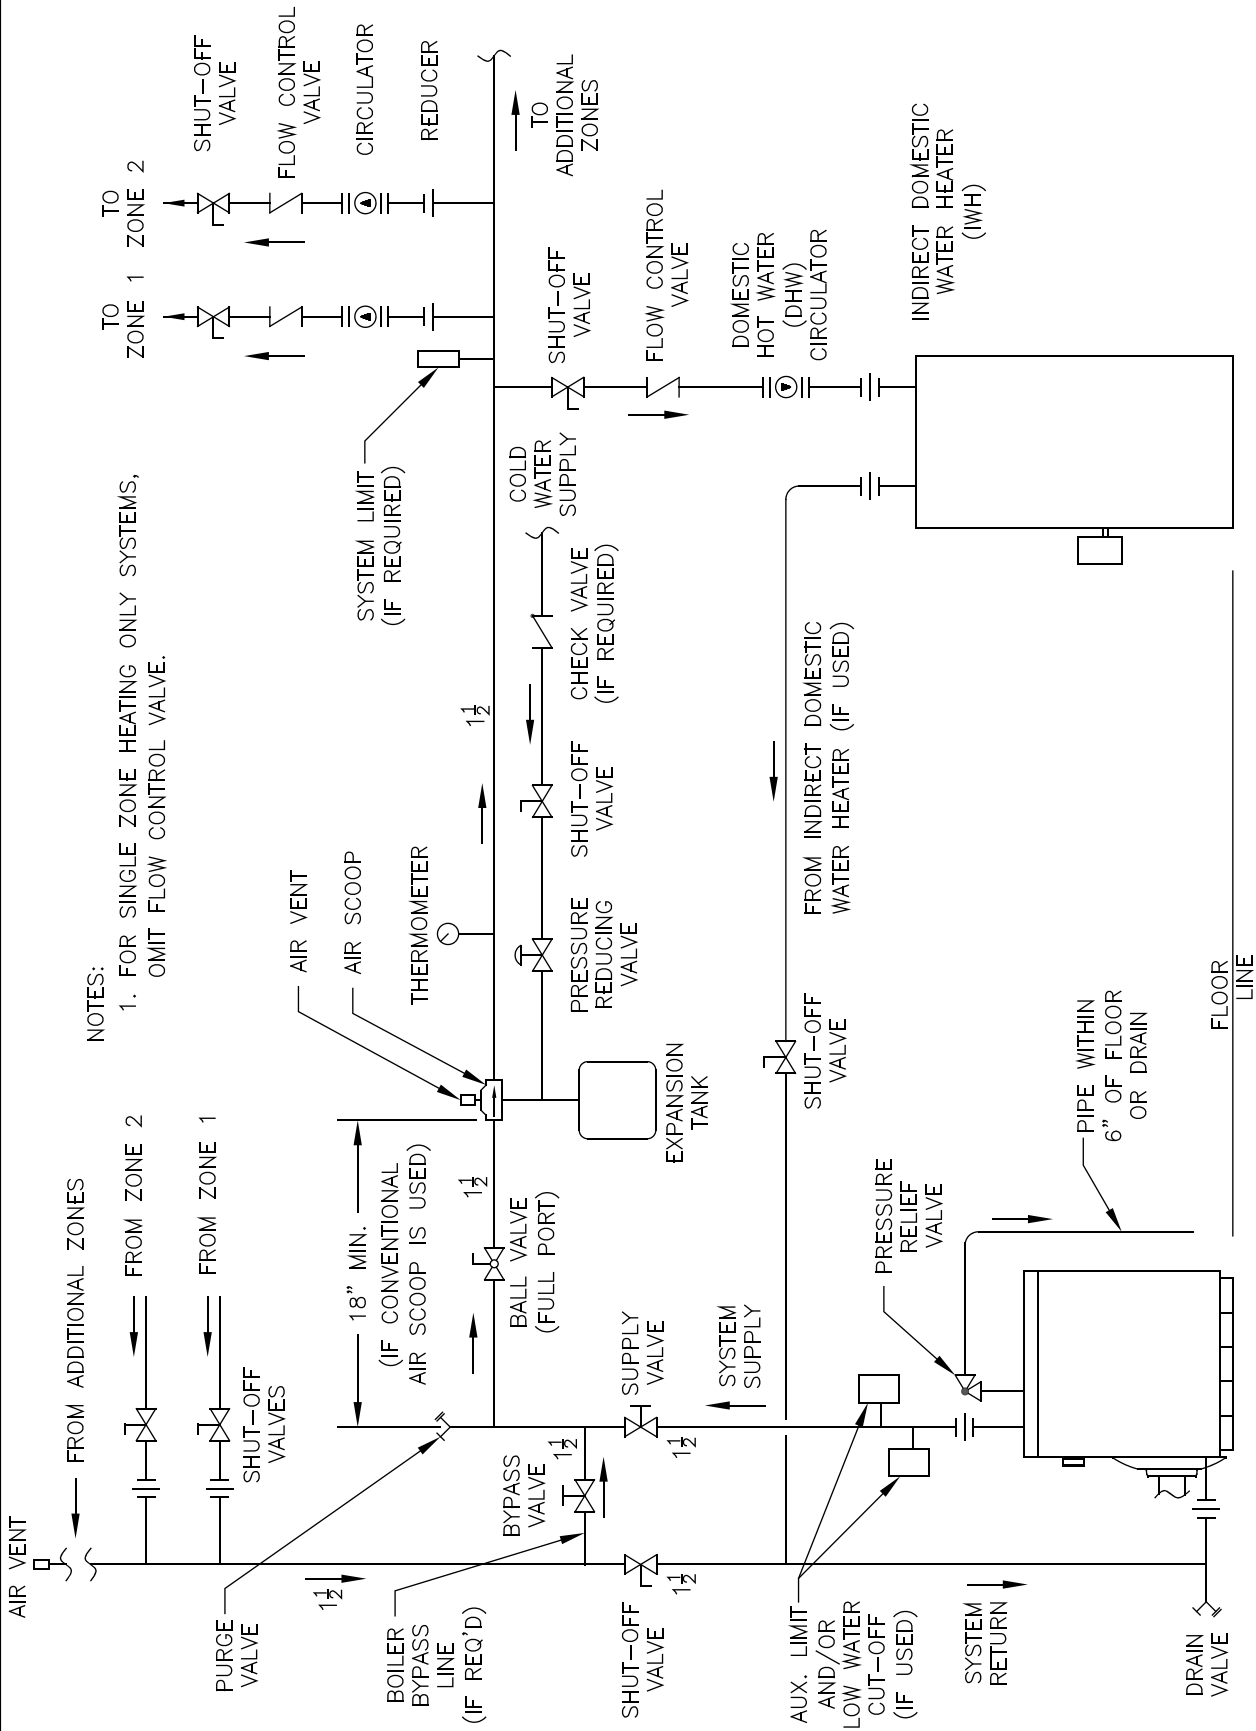 NOTES:
1. FOR SINGLE ZONE HEATING ONLY SYSTEMS,
OMIT FLOW CONTROL VALVE.
AIR VENT
FROM ADDITIONAL ZONES
FROM ZONE 2
FROM ZONE 1
SHUT-OFF
VALVES
PURGE
VALVE
1 1/2
BOILER
BYPASS
LINE
(IF REQ'D)
BYPASS
VALVE
1 1/2
SHUT-OFF
VALVE
1 1/2
AUX. LIMIT
AND/OR
LOW WATER
CUT-OFF
(IF USED)
SYSTEM
RETURN
DRAIN
VALVE
18" MIN.
(IF CONVENTIONAL
AIR SCOOP IS USED)
1 1/2
BALL VALVE
(FULL PORT)
SUPPLY
VALVE
1 1/2
SYSTEM
SUPPLY
PRESSURE
RELIEF
VALVE
PIPE WITHIN
6" OF FLOOR
OR DRAIN
FLOOR
LINE
AIR VENT
AIR SCOOP
THERMOMETER
EXPANSION
TANK
PRESSURE
REDUCING
VALVE
SHUT-OFF
VALVE
CHECK VALVE
(IF REQUIRED)
COLD
WATER
SUPPLY
1 1/2
SHUT-OFF
VALVE
FROM INDIRECT DOMESTIC
WATER HEATER (IF USED)
SYSTEM LIMIT
(IF REQUIRED)
TO
ZONE 1
TO
ZONE 2
SHUT-OFF
VALVE
FLOW CONTROL
VALVE
CIRCULATOR
REDUCER
TO
ADDITIONAL
ZONES
SHUT-OFF
VALVE
FLOW CONTROL
VALVE
DOMESTIC
HOT WATER
(DHW)
CIRCULATOR
INDIRECT DOMESTIC
WATER HEATER
(IWH)